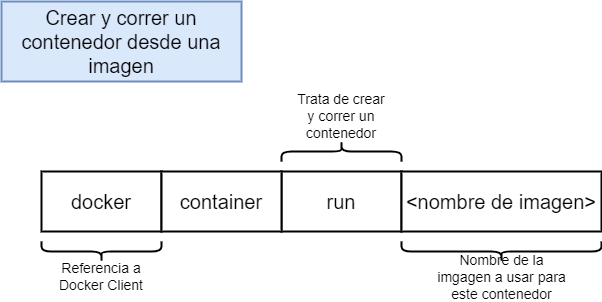 Crear y correr un
contenedor desde una
imagen
Trata de crear
y correr un
contenedor
docker container run <nombre de imagen>
Referencia a
Docker Client
Nombre de la
imgagen a usar para
este contenedor